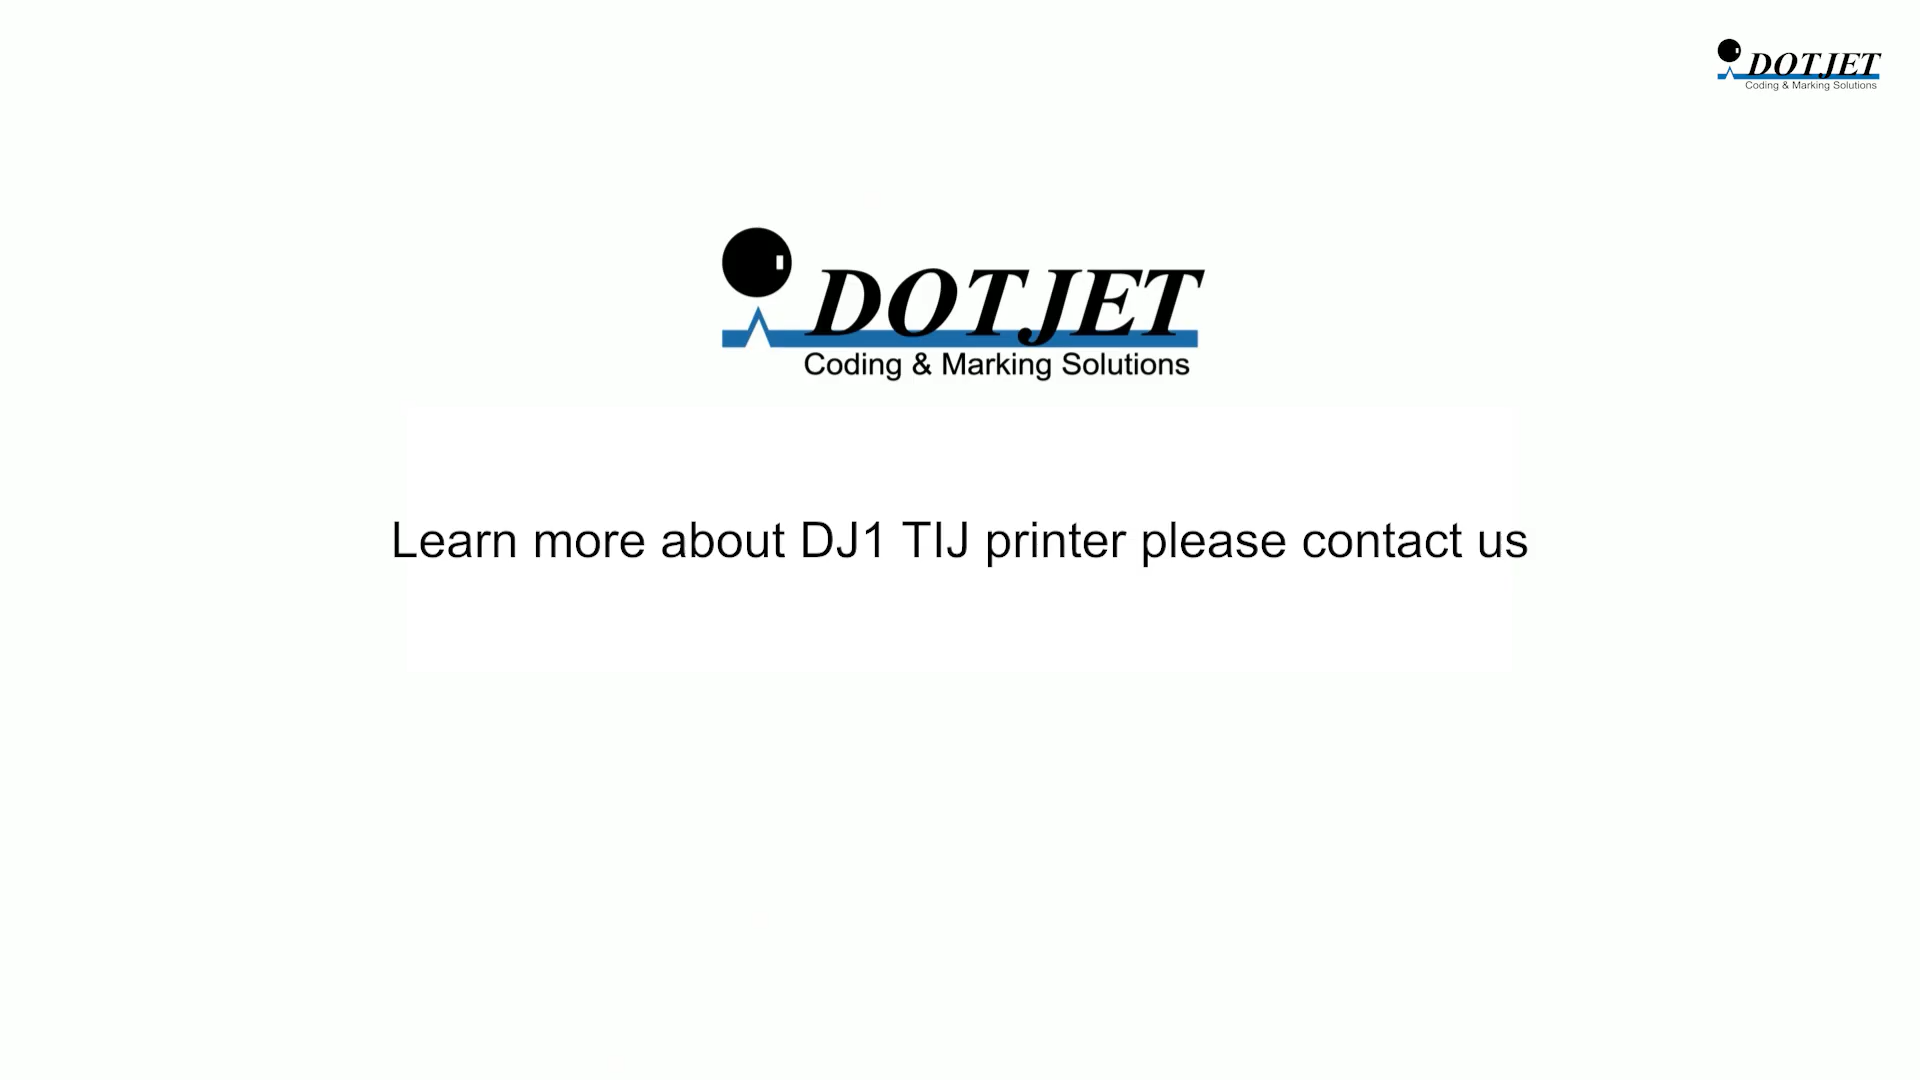 DOTJET
Coding & Marking Solutions
DOTJET
Coding & Marking Solutions
Learn more about DJ1 TIJ printer please contact us